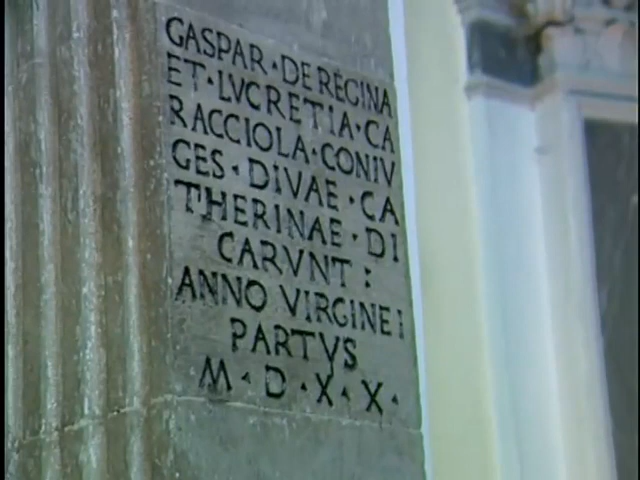 GASPAR · DE REGINA
ET · LVCRETIA · CA
RACCIOLA · CONIV
GES · DIVAE · CA
THERINAE · DI
CARVNT :
ANNO VIRGINEI
PARTVS
M · D · X · X ·